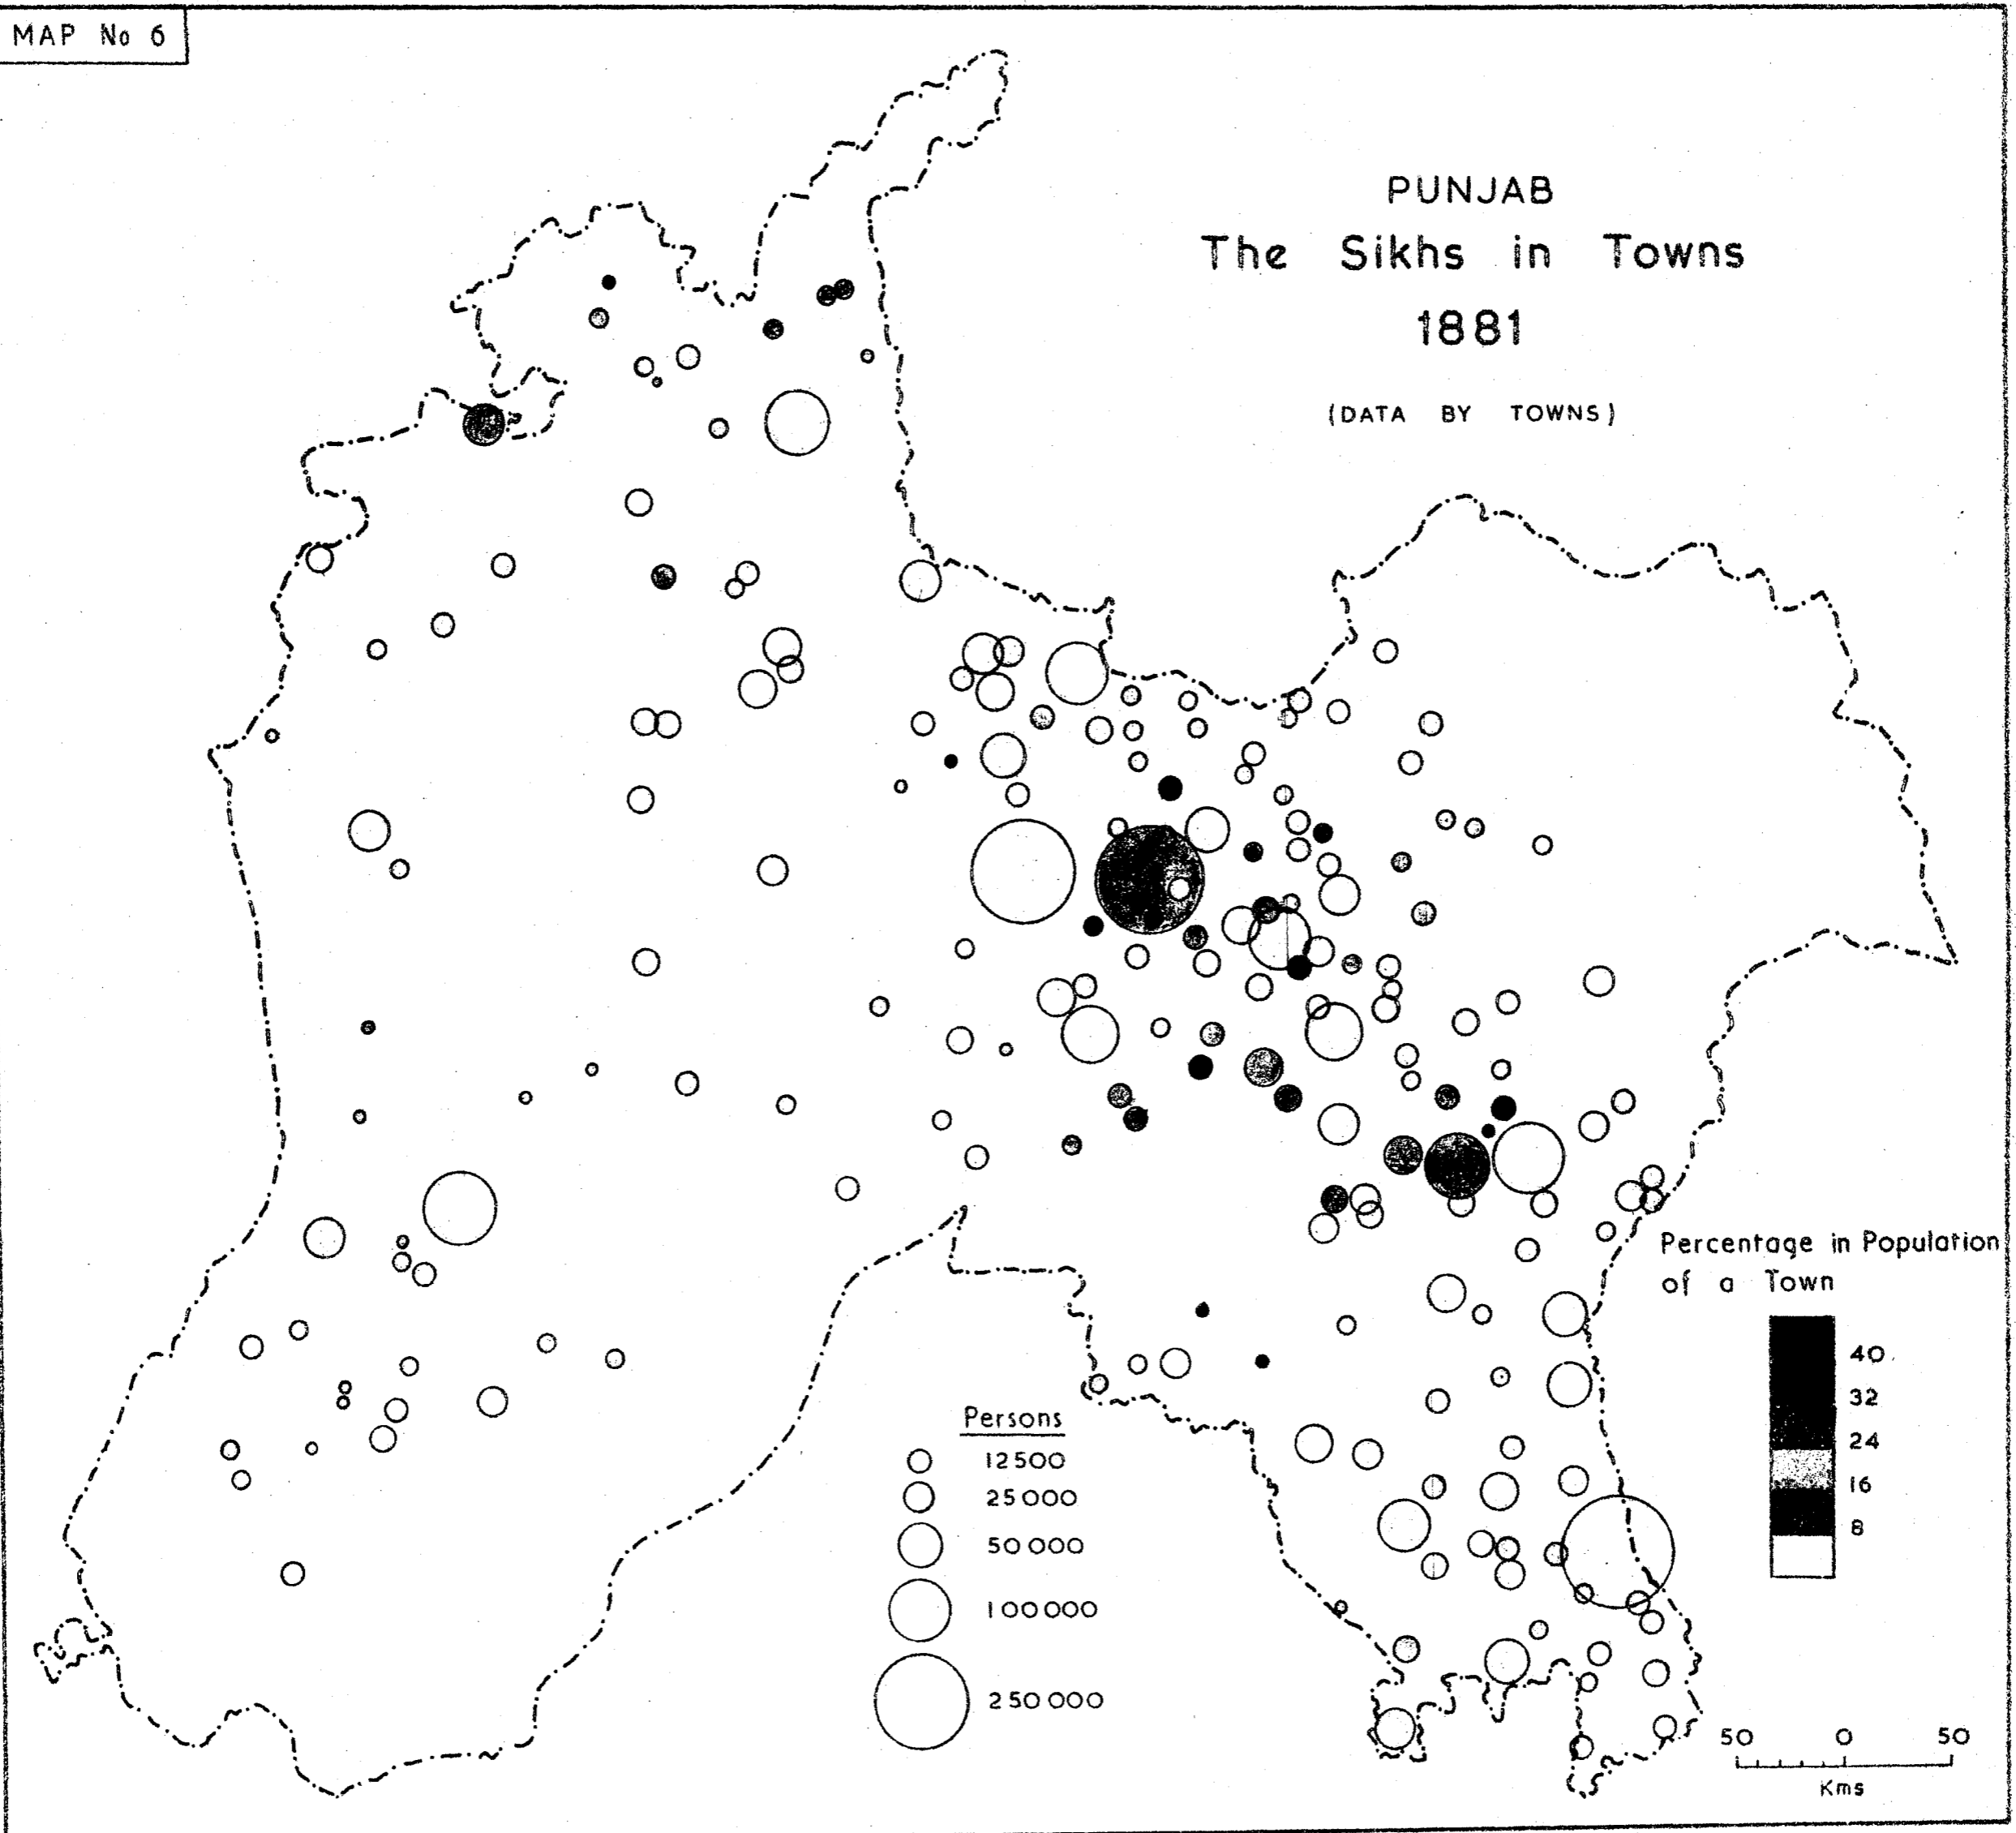 MAP No 6
PUNJAB
The Sikhs in Towns
1881
(DATA BY TOWNS)
Percentage in Population
of a Town
40
32
24
16
8
Persons
12500
25000
50000
100000
250000
50 0 50
Kms